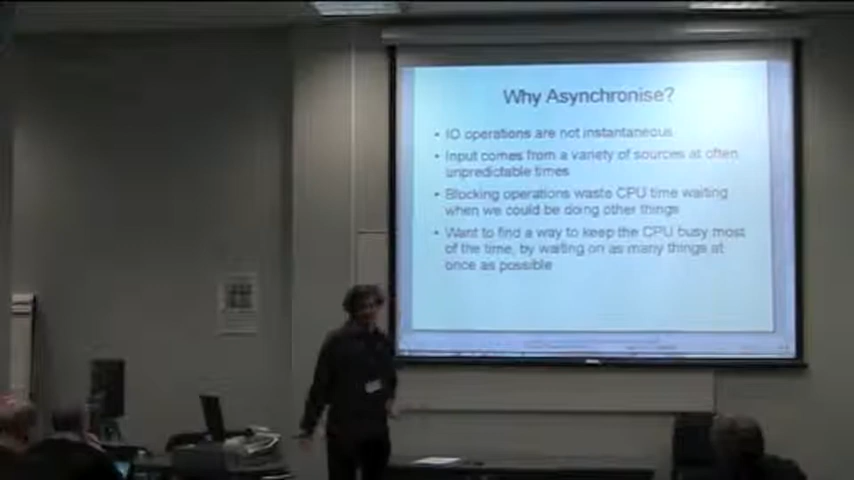 Why Asynchronise?
• IO operations are not instantaneous
• Input comes from a variety of sources at often
unpredictable times
• Blocking operations waste CPU time waiting
when we could be doing other things
• Want to find a way to keep the CPU busy most
of the time, by waiting on as many things at
once as possible